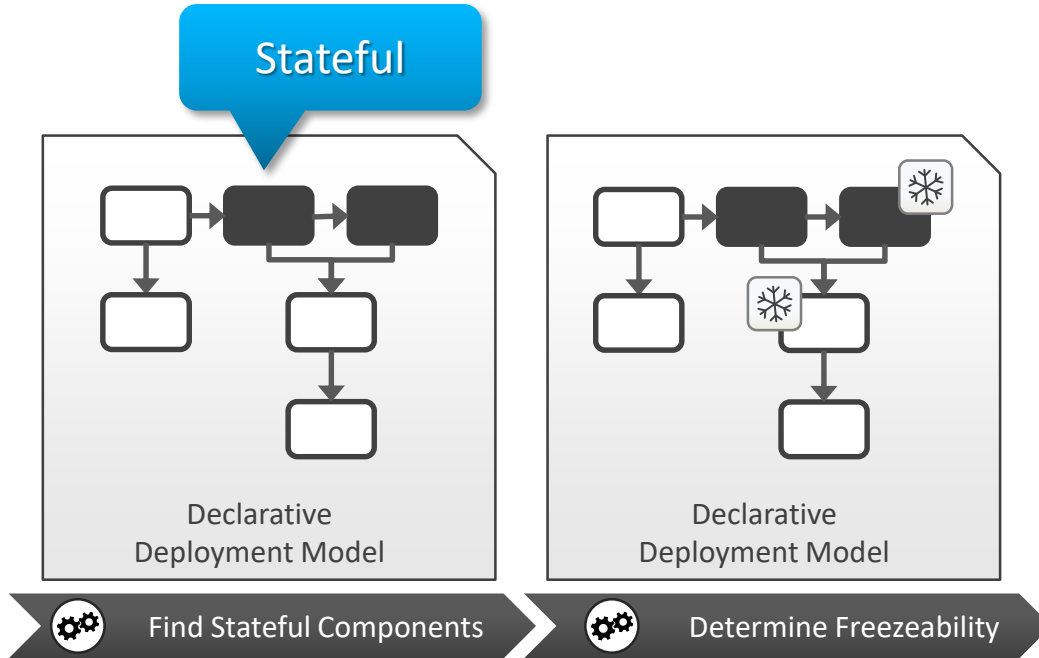 Stateful
Declarative
Deployment Model
Declarative
Deployment Model
Find Stateful Components
Determine Freezeability